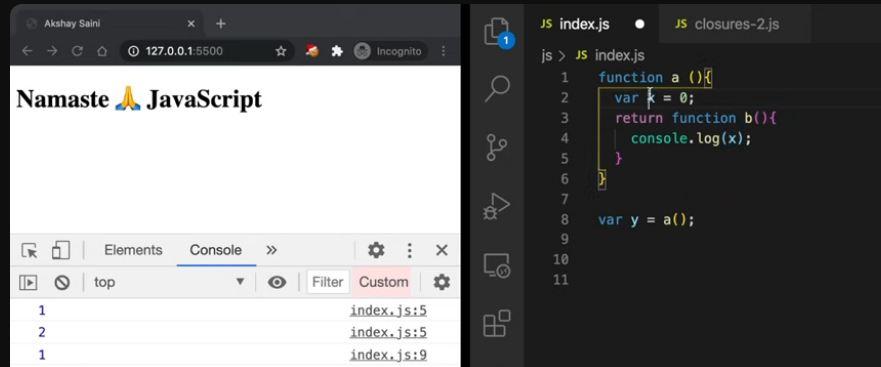 Akshay Saini
127.0.0.1:5500
Incognito
Namaste 🙏 JavaScript
Elements Console »
top Filter Custom
1 index.js:5
2 index.js:5
1 index.js:9
1
JS index.js JS closures-2.js
js > JS index.js
1 function a (){
2 var x = 0;
3 return function b(){
4 console.log(x);
5 }
6 }
7
8 var y = a();
9
10
11